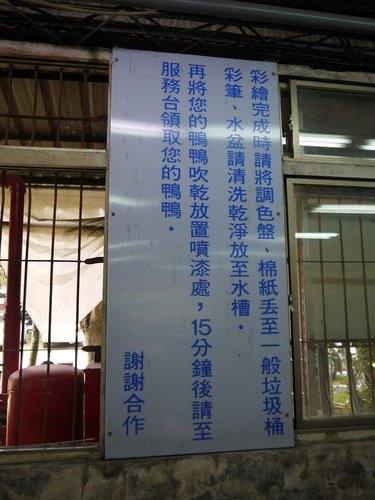 彩繪完成時請將調色盤、棉紙丟至一般垃圾桶
彩筆、水盆請清洗乾淨放至水槽。
再將您的鴨鴨吹乾放置噴漆處，15分鐘後請至
服務台領取您的鴨鴨。
謝謝合作